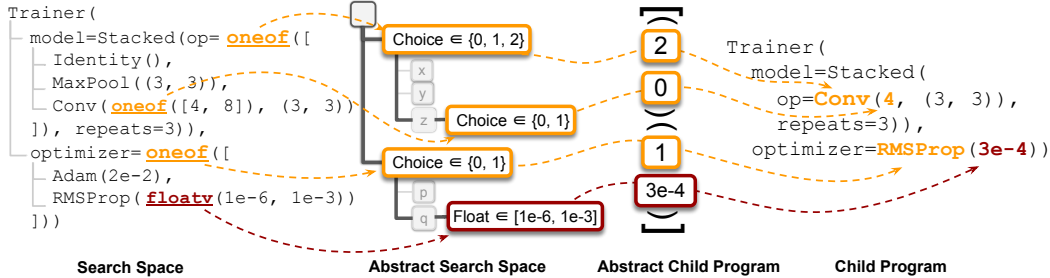 Trainer(
model=Stacked(op= oneof([
Identity(),
MaxPool((3, 3)),
Conv(oneof([4, 8]), (3, 3))
]), repeats=3)),
optimizer= oneof([
Adam(2e-2),
RMSProp(floatv(1e-6, 1e-3))
]))
Search Space
Choice ∈ {0, 1, 2}
x
y
z
Choice ∈ {0, 1}
Choice ∈ {0, 1}
p
q
Float ∈ [1e-6, 1e-3]
Abstract Search Space
[
2
(
0
)
(
1
3e-4
)
]
Abstract Child Program
Trainer(
model=Stacked(
op=Conv(4, (3, 3)),
repeats=3)),
optimizer=RMSProp(3e-4))
Child Program